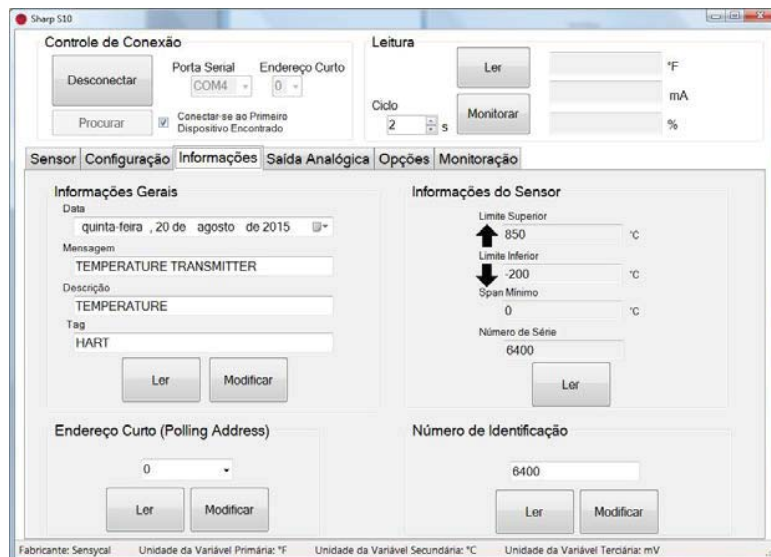 Sharp S10
Controle de Conexão
Desconectar
Porta Serial
COM4
Endereço Curto
0
Procurar
Conectar-se ao Primeiro
Dispositivo Encontrado
Leitura
Ler
°F
mA
Ciclo
2 s
Monitorar
%
Sensor Configuração Informações Saída Analógica Opções Monitoração
Informações Gerais
Data
quinta-feira , 20 de agosto de 2015
Mensagem
TEMPERATURE TRANSMITTER
Descrição
TEMPERATURE
Tag
HART
Ler Modificar
Informações do Sensor
Limite Superior
850 °C
Limite Inferior
-200 °C
Span Mínimo
0 °C
Número de Série
6400
Ler
Endereço Curto (Polling Address)
0
Ler Modificar
Número de Identificação
6400
Ler Modificar
Fabricante: Sensycal Unidade da Variável Primária: °F Unidade da Variável Secundária: °C Unidade da Variável Terciária: mV